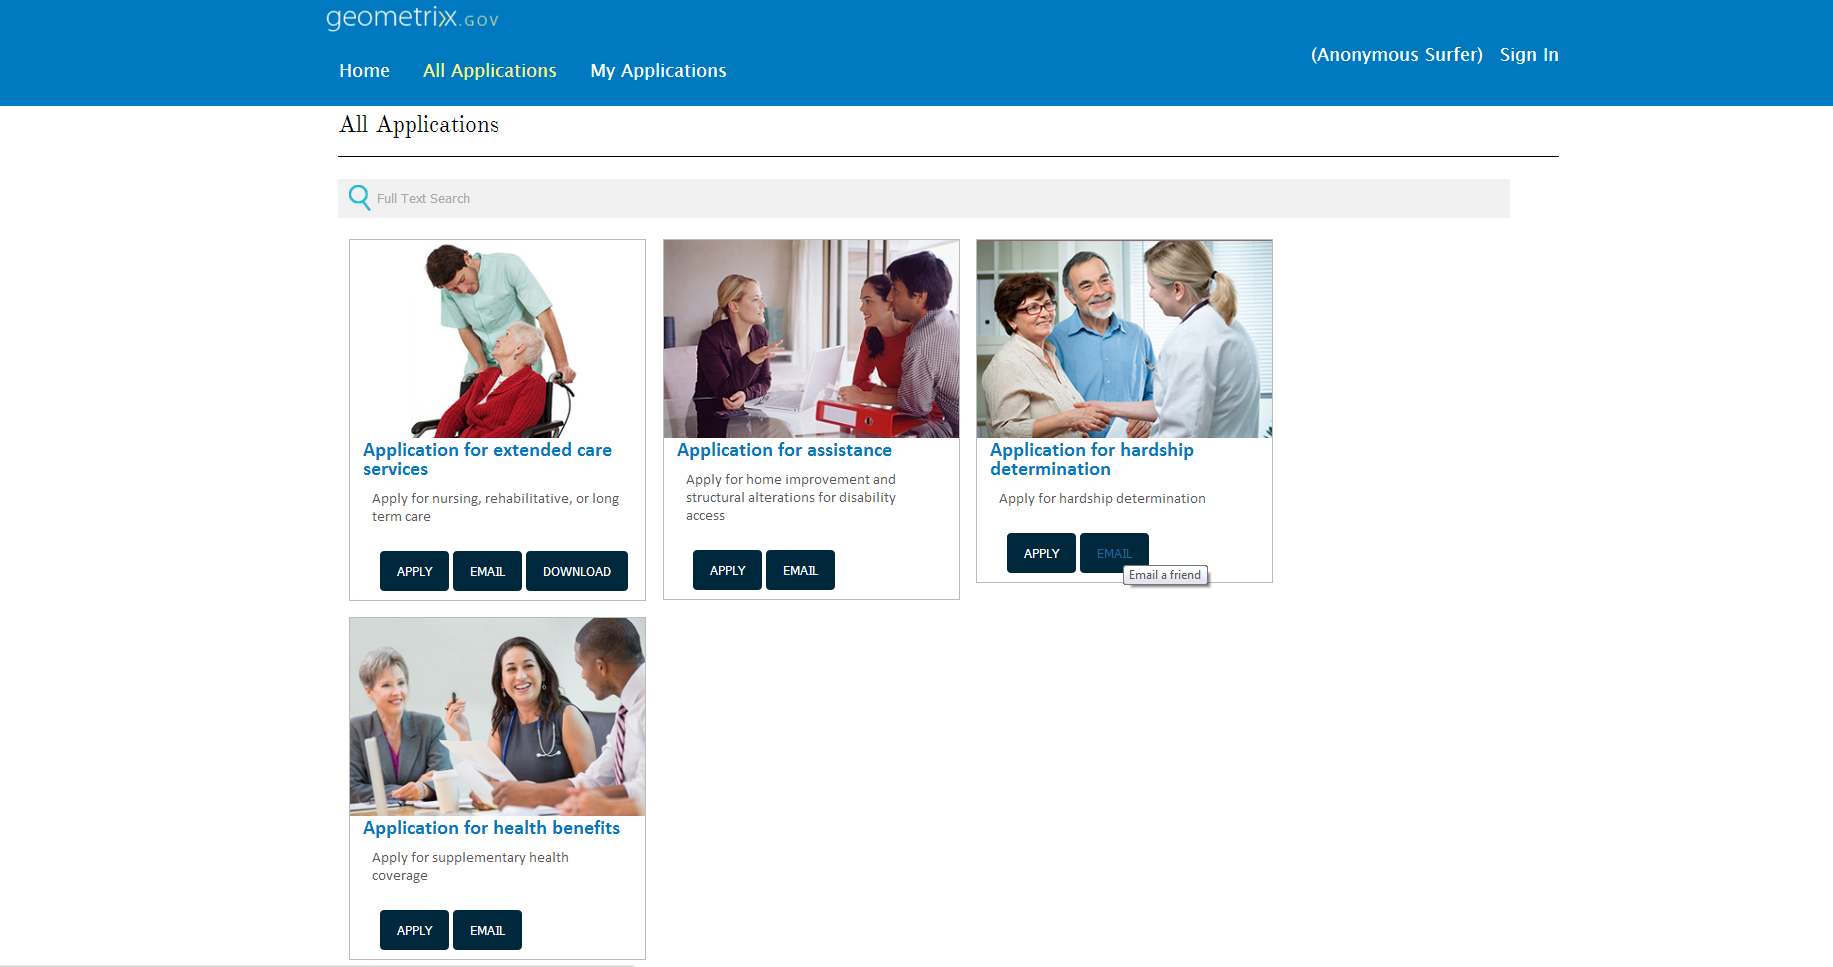 geometrixx.GOV
Home All Applications My Applications
(Anonymous Surfer) Sign In
All Applications
Full Text Search
Application for extended care
services
Apply for nursing, rehabilitative, or long
term care
APPLY EMAIL DOWNLOAD
Application for assistance
Apply for home improvement and
structural alterations for disability
access
APPLY EMAIL
Application for hardship
determination
Apply for hardship determination
APPLY EMAIL
Email a friend
Application for health benefits
Apply for supplementary health
coverage
APPLY EMAIL